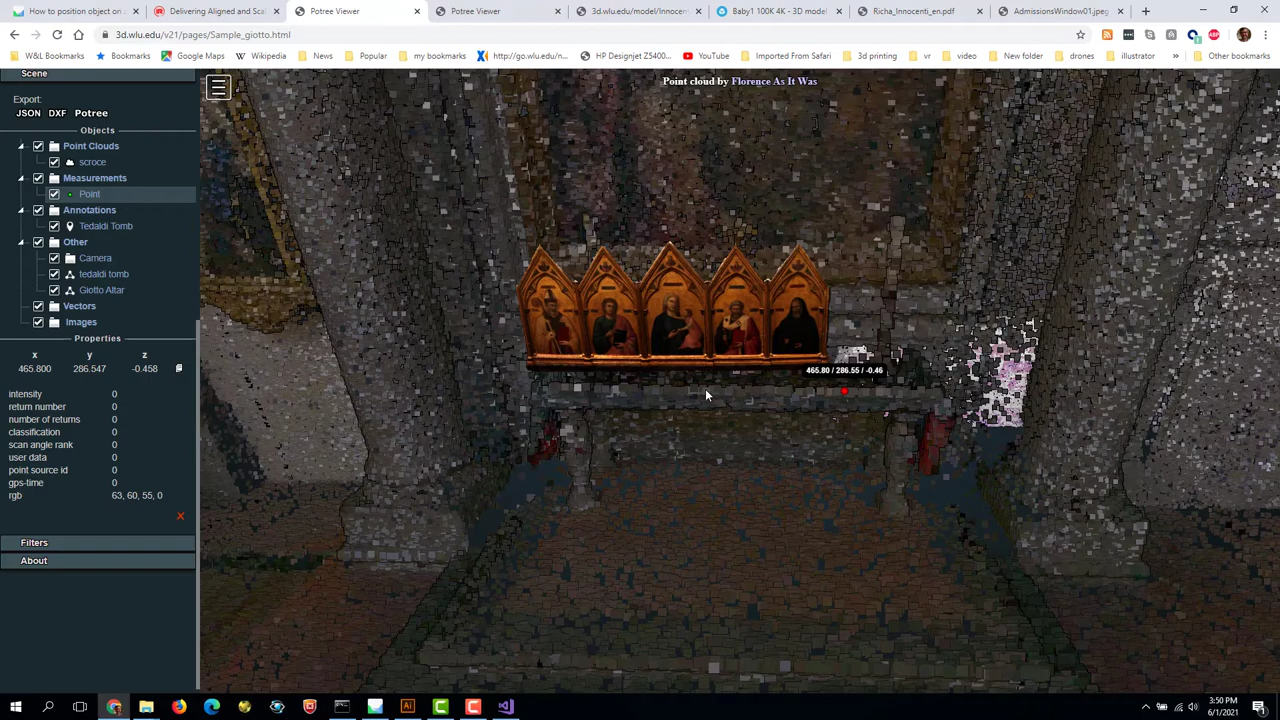 How to position object on a
Delivering Aligned and Scal
Potree Viewer
Potree Viewer
3d.wlu.edu/model/Innocent
Baby1 100K 4K - 3D model
Richa_Innocenti_en.pdf
AdmissionsWindow01.jpeg
3d.wlu.edu/v21/pages/Sample_giotto.html
W&L Bookmarks
Google Maps
Wikipedia
News
Popular
my bookmarks
http://go.wlu.edu/n...
HP Designjet Z5400...
YouTube
Imported From Safari
3d printing
vr
video
New folder
drones
illustrator
»
Other bookmarks
Scene
Point cloud by Florence As It Was
Export:
JSON DXF Potree
Objects
Point Clouds
scroce
Measurements
Point
Annotations
Tedaldi Tomb
Other
Camera
tedaldi tomb
Giotto Altar
Vectors
Images
Properties
x y z
465.800 286.547 -0.458
465.80 / 286.55 / -0.46
intensity 0
return number 0
number of returns 0
classification 0
scan angle rank 0
user data 0
point source id 0
gps-time 0
rgb 63, 60, 55, 0
Filters
About
3:50 PM
6/1/2021